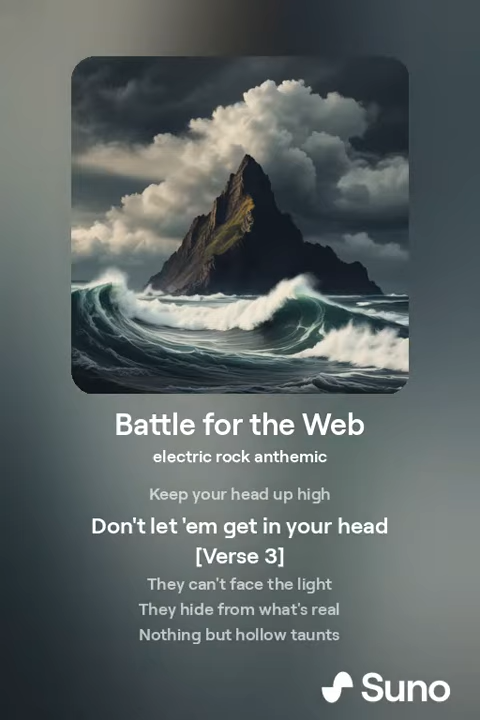 Battle for the Web
electric rock anthemic
Keep your head up high
Don't let 'em get in your head
[Verse 3]
They can't face the light
They hide from what's real
Nothing but hollow taunts
Suno